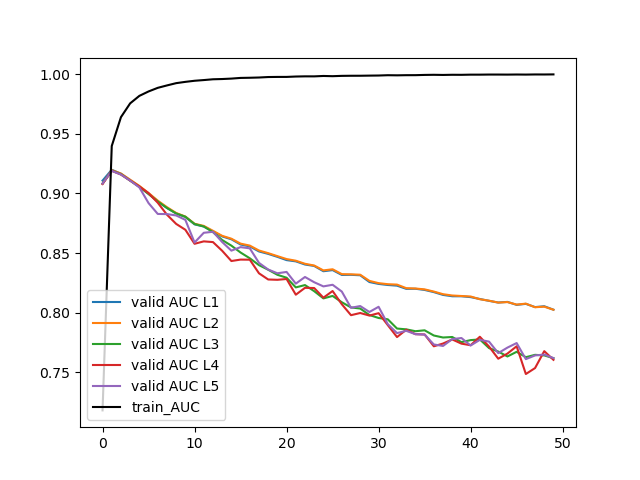 1.00
0.95
0.90
0.85
0.80
0.75
valid AUC L1
valid AUC L2
valid AUC L3
valid AUC L4
valid AUC L5
train_AUC
0 10 20 30 40 50